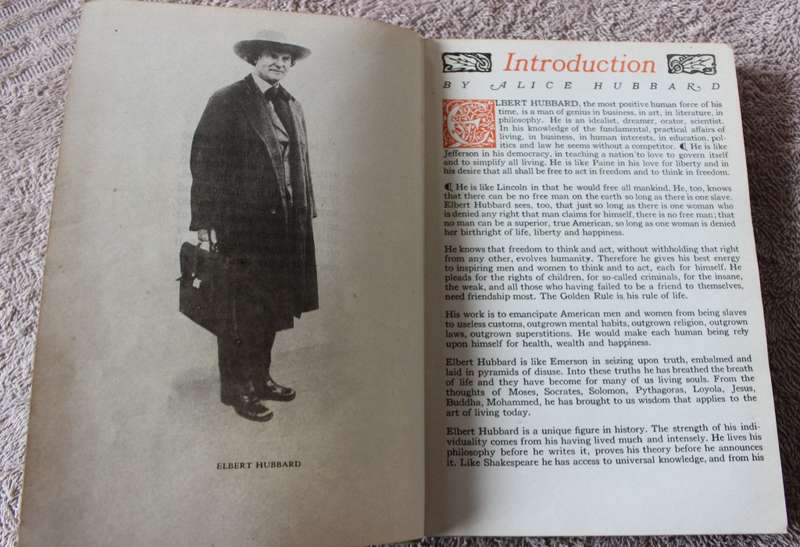 ELBERT HUBBARD
Introduction
BY ALICE HUBBARD
ELBERT HUBBARD, the most positive human force of his
time, is a man of genius in business, in art, in literature, in
philosophy. He is an idealist, dreamer, orator, scientist.
In his knowledge of the fundamental, practical affairs of
living, in business, in human interests, in education, pol-
itics and law he seems without a competitor. ¶ He is like
Jefferson in his democracy, in teaching a nation to love to govern itself
and to simplify all living. He is like Paine in his love for liberty and in
his desire that all shall be free to act in freedom and to think in freedom.
¶ He is like Lincoln in that he would free all mankind. He, too, knows
that there can be no free man on the earth so long as there is one slave.
Elbert Hubbard sees, too, that just so long as there is one woman who
is denied any right that man claims for himself, there is no free man; that
no man can be a superior, true American, so long as one woman is denied
her birthright of life, liberty and happiness.
He knows that freedom to think and act, without withholding that right
from any other, evolves humanity. Therefore he gives his best energy
to inspiring men and women to think and to act, each for himself. He
pleads for the rights of children, for so-called criminals, for the insane,
the weak, and all those who having failed to be a friend to themselves,
need friendship most. The Golden Rule is his rule of life.
His work is to emancipate American men and women from being slaves
to useless customs, outgrown mental habits, outgrown religion, outgrown
laws, outgrown superstitions. He would make each human being rely
upon himself for health, wealth and happiness.
Elbert Hubbard is like Emerson in seizing upon truth, embalmed and
laid in pyramids of disuse. Into these truths he has breathed the breath
of life and they have become for many of us living souls. From the
thoughts of Moses, Socrates, Solomon, Pythagoras, Loyola, Jesus,
Buddha, Mohammed, he has brought to us wisdom that applies to the
art of living today.
Elbert Hubbard is a unique figure in history. The strength of his indi-
viduality comes from his having lived much and intensely. He lives his
philosophy before he writes it, proves his theory before he announces
it. Like Shakespeare he has access to universal knowledge, and from his